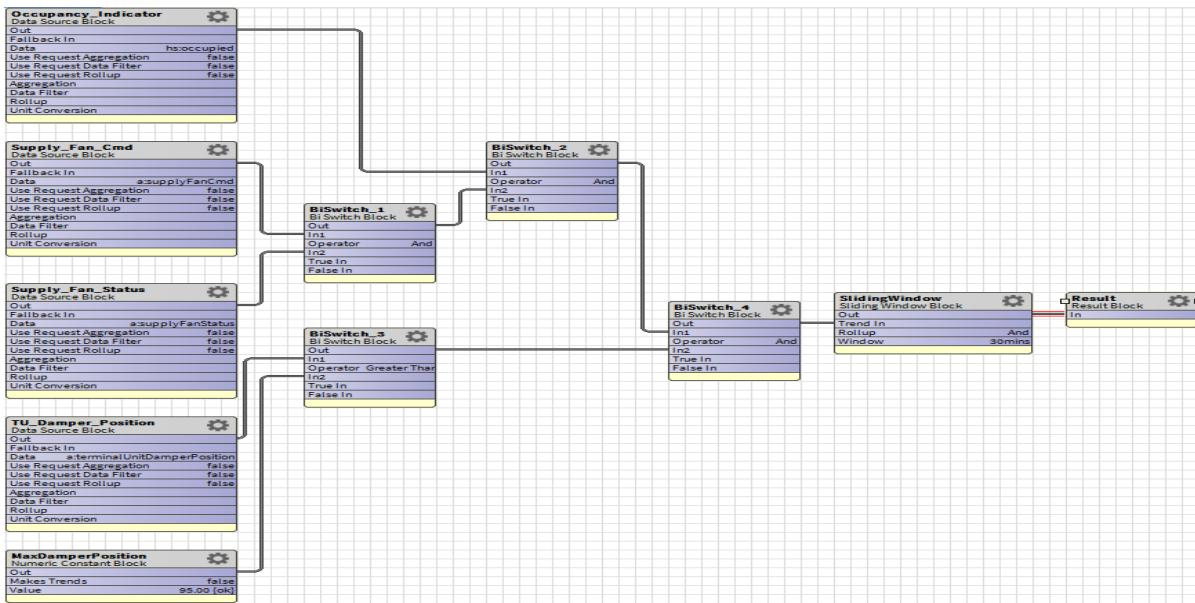 Occupancy_Indicator
Data Source Block
Out
Fallback In
Data hs:occupied
Use Request Aggregation false
Use Request Data Filter false
Use Request Rollup false
Aggregation
Data Filter
Rollup
Unit Conversion
Supply_Fan_Cmd
Data Source Block
Out
Fallback In
Data a:supplyFanCmd
Use Request Aggregation false
Use Request Data Filter false
Use Request Rollup false
Aggregation
Data Filter
Rollup
Unit Conversion
Supply_Fan_Status
Data Source Block
Out
Fallback In
Data a:supplyFanStatus
Use Request Aggregation false
Use Request Data Filter false
Use Request Rollup false
Aggregation
Data Filter
Rollup
Unit Conversion
TU_Damper_Position
Data Source Block
Out
Fallback In
Data a:terminalUnitDamperPosition
Use Request Aggregation false
Use Request Data Filter false
Use Request Rollup false
Aggregation
Data Filter
Rollup
Unit Conversion
MaxDamperPosition
Numeric Constant Block
Out
Makes Trends false
Value 95.00 {ok}
BiSwitch_1
Bi Switch Block
Out
In1
Operator And
In2
True In
False In
BiSwitch_3
Bi Switch Block
Out
In1
Operator Greater Than
In2
True In
False In
BiSwitch_2
Bi Switch Block
Out
In1
Operator And
In2
True In
False In
BiSwitch_4
Bi Switch Block
Out
In1
Operator And
In2
True In
False In
SlidingWindow
Sliding Window Block
Out
Trend In
Rollup And
Window 30mins
Result
Result Block
In